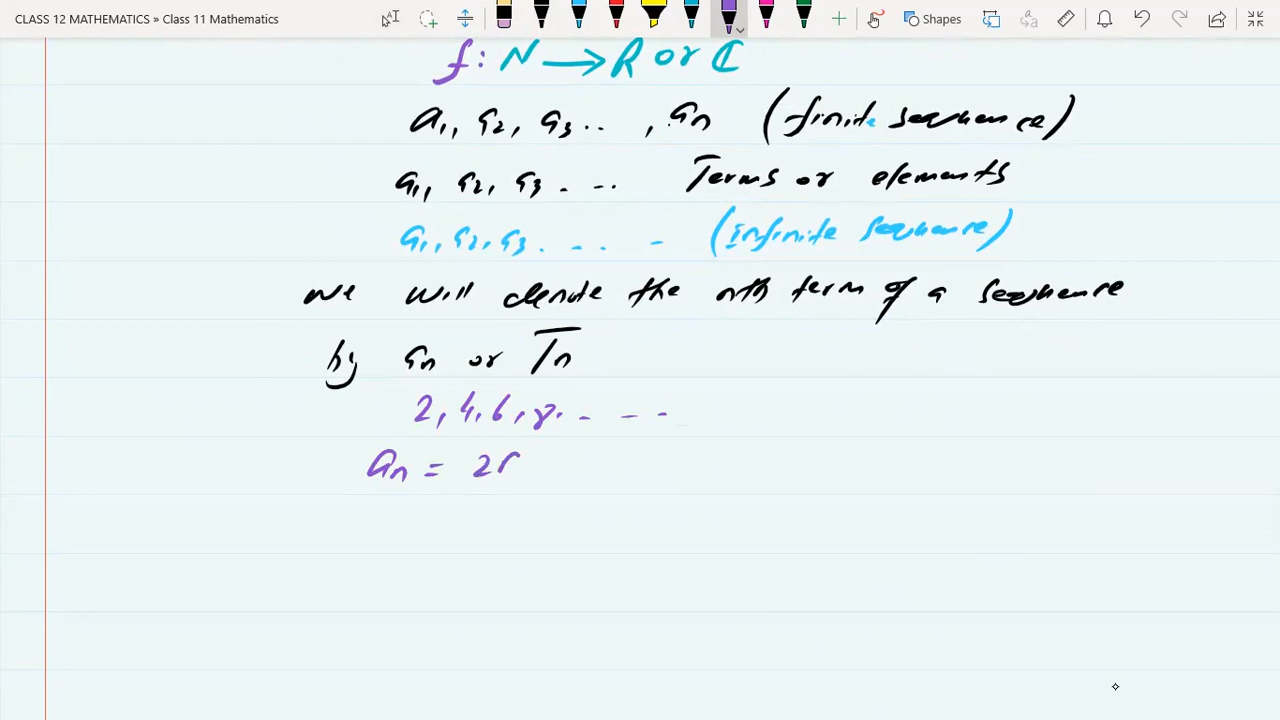 CLASS 12 MATHEMATICS » Class 11 Mathematics
Shapes
f: N → R or ℂ
a1, a2, a3 .. , an (finite sequence)
a1, a2, a3 . .. Terms or elements
a1, a2, a3 . .. - (infinite sequence)
We will denote the nth term of a sequence
by an or Tn
2, 4, 6, 8. - - -
an = 2r